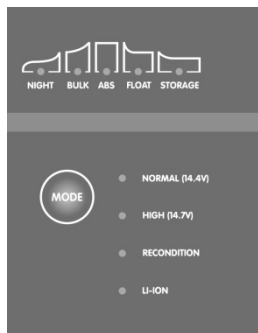 NIGHT BULK ABS FLOAT STORAGE
MODE
NORMAL (14.4V)
HIGH (14.7V)
RECONDITION
LI-ION